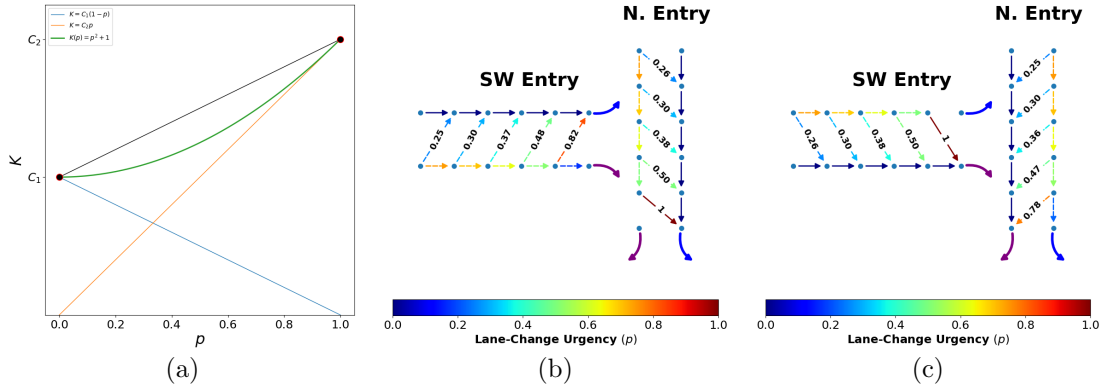 K = C₁(1 − p)
K = C₂p
K(p) = p² + 1
C₂
C₁
K
0.0 0.2 0.4 0.6 0.8 1.0
p
(a)
N. Entry
SW Entry
0.26
0.30
0.38
0.50
1
0.25 0.30 0.37 0.48 0.82
0.0 0.2 0.4 0.6 0.8 1.0
Lane-Change Urgency (p)
(b)
N. Entry
SW Entry
0.25
0.30
0.36
0.47
0.78
0.26 0.30 0.38 0.50 1
0.0 0.2 0.4 0.6 0.8 1.0
Lane-Change Urgency (p)
(c)